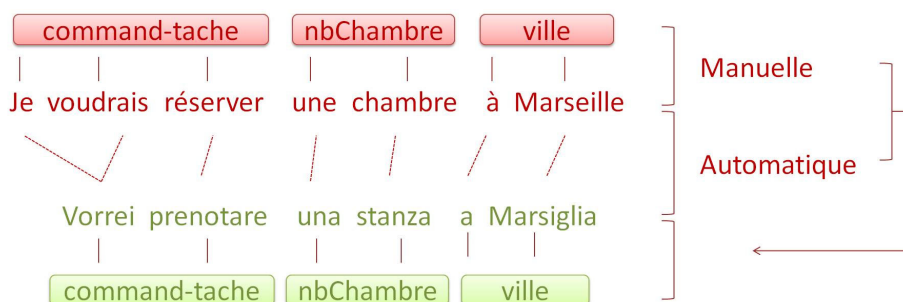 command-tache nbChambre ville
Manuelle
Je voudrais réserver une chambre à Marseille
Automatique
Vorrei prenotare una stanza a Marsiglia
command-tache nbChambre ville